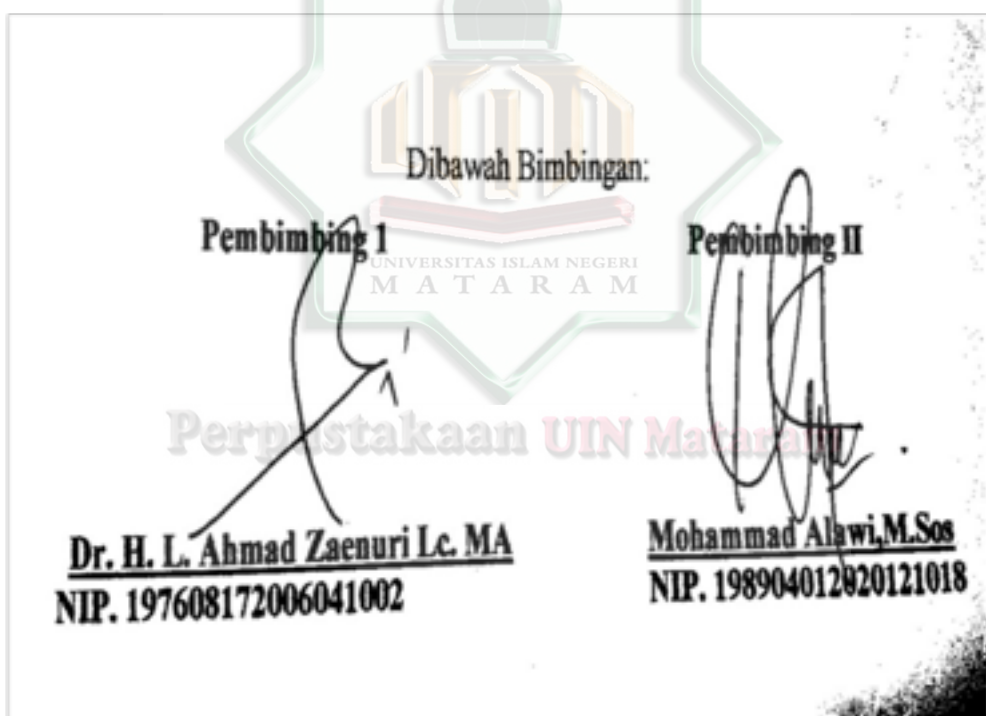 Dibawah Bimbingan:
Pembimbing 1
Pembimbing II
UNIVERSITAS ISLAM NEGERI
MATARAM
Perpustakaan UIN Mataram
Dr. H. L. Ahmad Zaenuri Lc. MA
NIP. 197608172006041002
Mohammad Alawi,M.Sos
NIP. 198904012020121018